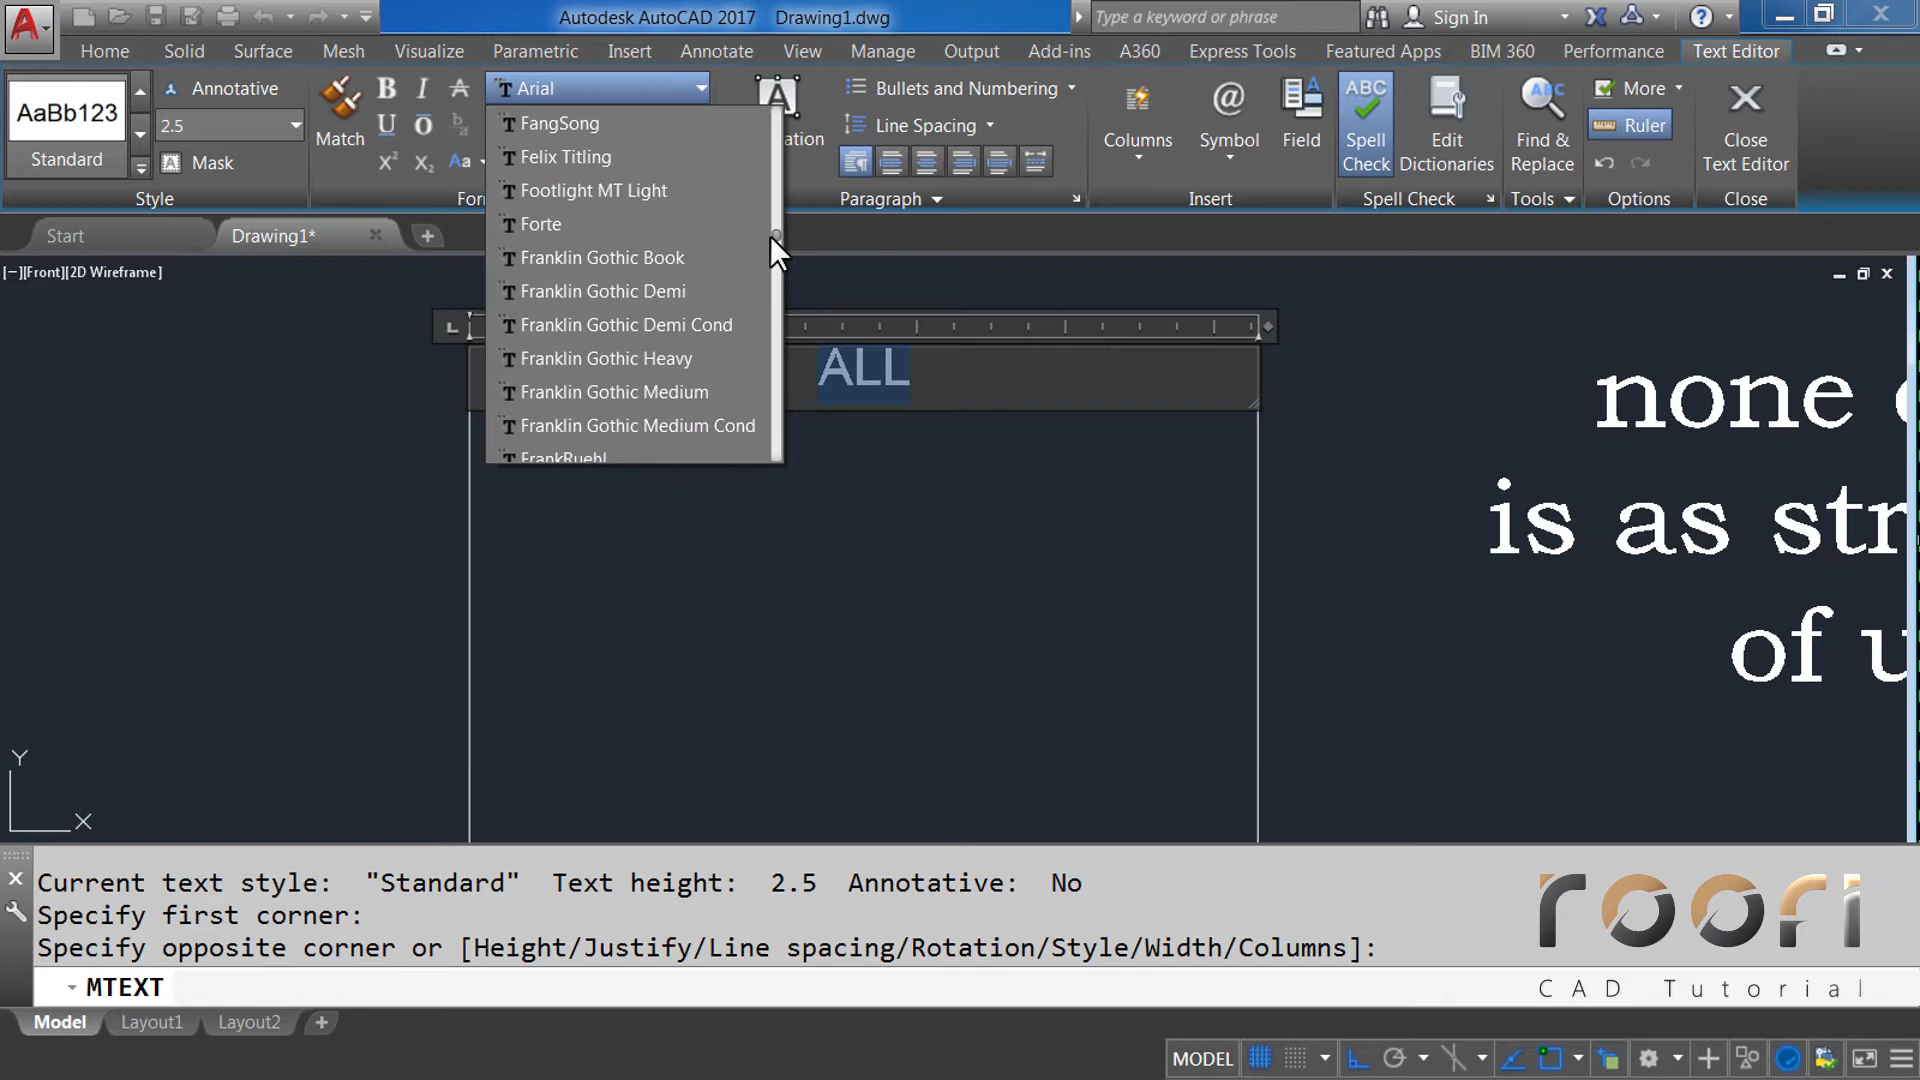 Autodesk AutoCAD 2017 Drawing1.dwg
Type a keyword or phrase
Sign In
Home Solid Surface Mesh Visualize Parametric Insert Annotate View Manage Output Add-ins A360 Express Tools Featured Apps BIM 360 Performance Text Editor
AaBb123
Standard
Annotative
2.5
Mask
Style
Match
Arial
Bullets and Numbering
Line Spacing
Paragraph
Columns
Symbol
Field
Insert
Spell
Check
Edit
Dictionaries
Spell Check
Find &
Replace
Tools
More
Ruler
Options
Close
Text Editor
Close
Start
Drawing1*
FangSong
Felix Titling
Footlight MT Light
Forte
Franklin Gothic Book
Franklin Gothic Demi
Franklin Gothic Demi Cond
Franklin Gothic Heavy
Franklin Gothic Medium
Franklin Gothic Medium Cond
FrankRuehl
[−][Front][2D Wireframe]
ALL
none
is as str
of u
Y
X
Current text style: "Standard" Text height: 2.5 Annotative: No
Specify first corner:
Specify opposite corner or [Height/Justify/Line spacing/Rotation/Style/Width/Columns]:
MTEXT
roofi
CAD Tutorial
Model Layout1 Layout2
MODEL